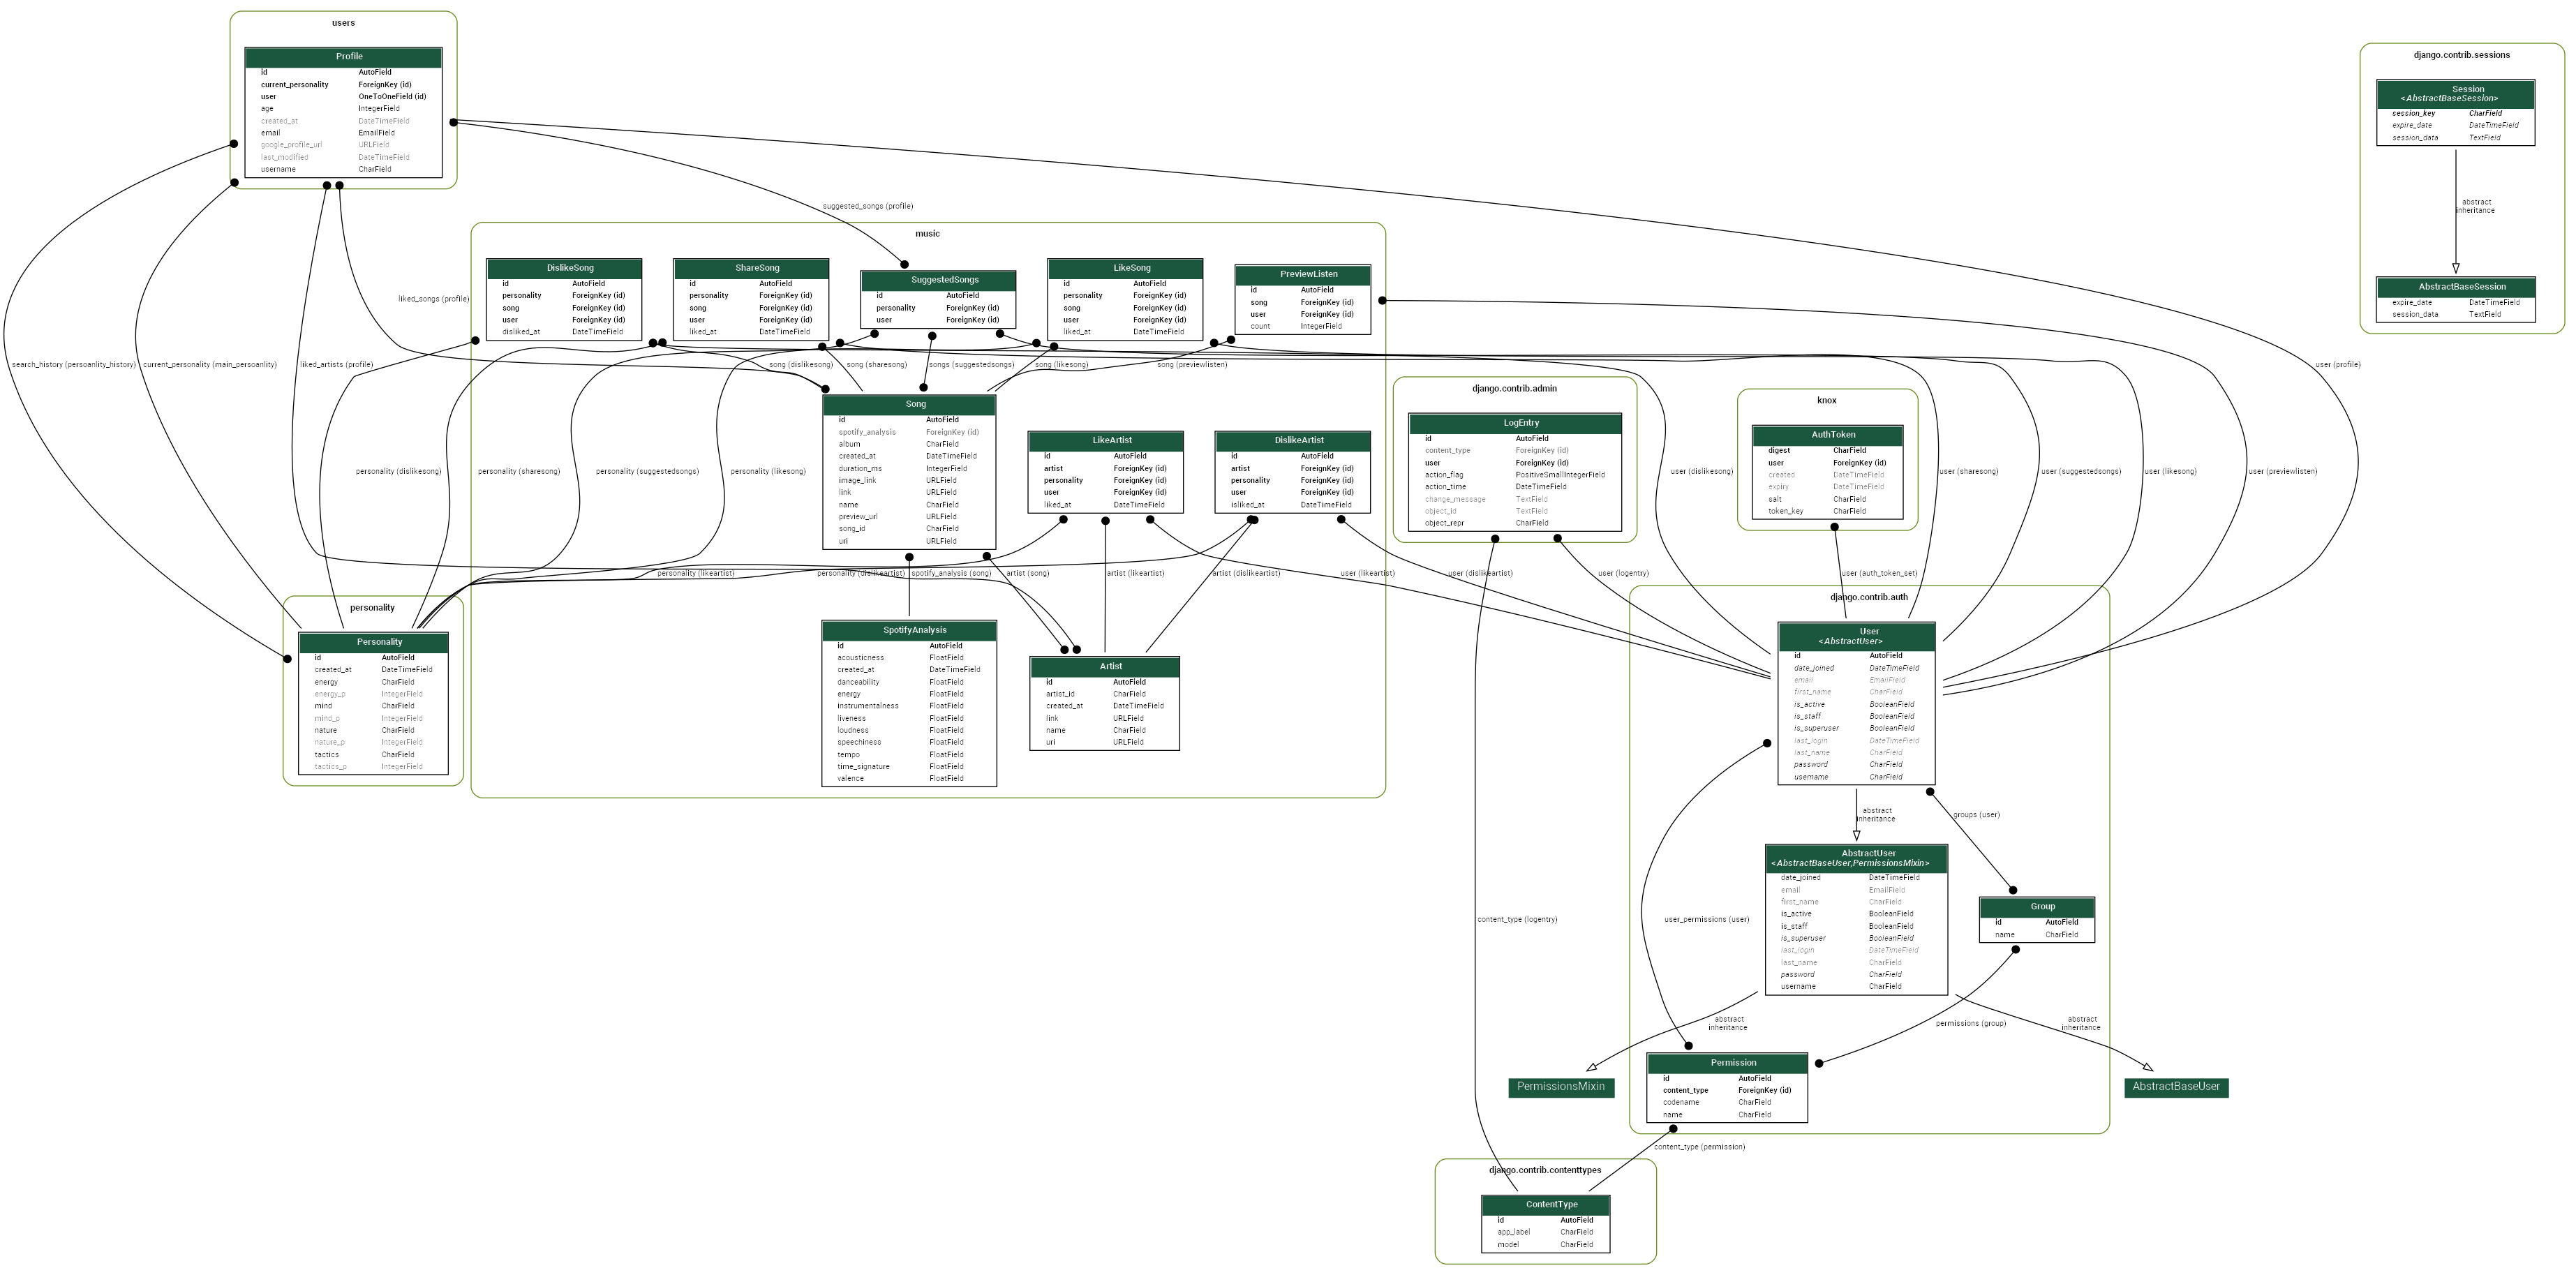 users
Profile
id AutoField
current_personality ForeignKey (id)
user OneToOneField (id)
age IntegerField
created_at DateTimeField
email EmailField
google_profile_url URLField
last_modified DateTimeField
username CharField
django.contrib.sessions
Session
<AbstractBaseSession>
session_key CharField
expire_date DateTimeField
session_data TextField
abstract
inheritance
AbstractBaseSession
expire_date DateTimeField
session_data TextField
suggested_songs (profile)
music
DislikeSong
id AutoField
personality ForeignKey (id)
song ForeignKey (id)
user ForeignKey (id)
disliked_at DateTimeField
ShareSong
id AutoField
personality ForeignKey (id)
song ForeignKey (id)
user ForeignKey (id)
liked_at DateTimeField
SuggestedSongs
id AutoField
personality ForeignKey (id)
user ForeignKey (id)
LikeSong
id AutoField
personality ForeignKey (id)
song ForeignKey (id)
user ForeignKey (id)
liked_at DateTimeField
PreviewListen
id AutoField
song ForeignKey (id)
user ForeignKey (id)
count IntegerField
liked_songs (profile)
search_history (persoanlity_history)
current_personality (main_persoanlity)
liked_artists (profile)
song (dislikesong)
song (sharesong)
songs (suggestedsongs)
song (likesong)
song (previewlisten)
user (profile)
Song
id AutoField
spotify_analysis ForeignKey (id)
album CharField
created_at DateTimeField
duration_ms IntegerField
image_link URLField
link URLField
name CharField
preview_url URLField
song_id CharField
uri URLField
LikeArtist
id AutoField
artist ForeignKey (id)
personality ForeignKey (id)
user ForeignKey (id)
liked_at DateTimeField
DislikeArtist
id AutoField
artist ForeignKey (id)
personality ForeignKey (id)
user ForeignKey (id)
isliked_at DateTimeField
django.contrib.admin
LogEntry
id AutoField
content_type ForeignKey (id)
user ForeignKey (id)
action_flag PositiveSmallIntegerField
action_time DateTimeField
change_message TextField
object_id TextField
object_repr CharField
knox
AuthToken
digest CharField
user ForeignKey (id)
created DateTimeField
expiry DateTimeField
salt CharField
token_key CharField
personality (dislikesong)
personality (sharesong)
personality (suggestedsongs)
personality (likesong)
user (dislikesong)
user (sharesong)
user (suggestedsongs)
user (likesong)
user (previewlisten)
personality (likeartist)
personality (dislikeartist)
spotify_analysis (song)
artist (song)
artist (likeartist)
artist (dislikeartist)
user (likeartist)
user (dislikeartist)
user (logentry)
user (auth_token_set)
personality
Personality
id AutoField
created_at DateTimeField
energy CharField
energy_p IntegerField
mind CharField
mind_p IntegerField
nature CharField
nature_p IntegerField
tactics CharField
tactics_p IntegerField
SpotifyAnalysis
id AutoField
acousticness FloatField
created_at DateTimeField
danceability FloatField
energy FloatField
instrumentalness FloatField
liveness FloatField
loudness FloatField
speechiness FloatField
tempo FloatField
time_signature FloatField
valence FloatField
Artist
id AutoField
artist_id CharField
created_at DateTimeField
link URLField
name CharField
uri URLField
django.contrib.auth
User
<AbstractUser>
id AutoField
date_joined DateTimeField
email EmailField
first_name CharField
is_active BooleanField
is_staff BooleanField
is_superuser BooleanField
last_login DateTimeField
last_name CharField
password CharField
username CharField
abstract
inheritance
groups (user)
AbstractUser
<AbstractBaseUser,PermissionsMixin>
date_joined DateTimeField
email EmailField
first_name CharField
is_active BooleanField
is_staff BooleanField
is_superuser BooleanField
last_login DateTimeField
last_name CharField
password CharField
username CharField
Group
id AutoField
name CharField
content_type (logentry)
user_permissions (user)
abstract
inheritance
permissions (group)
abstract
inheritance
PermissionsMixin
Permission
id AutoField
content_type ForeignKey (id)
codename CharField
name CharField
AbstractBaseUser
content_type (permission)
django.contrib.contenttypes
ContentType
id AutoField
app_label CharField
model CharField